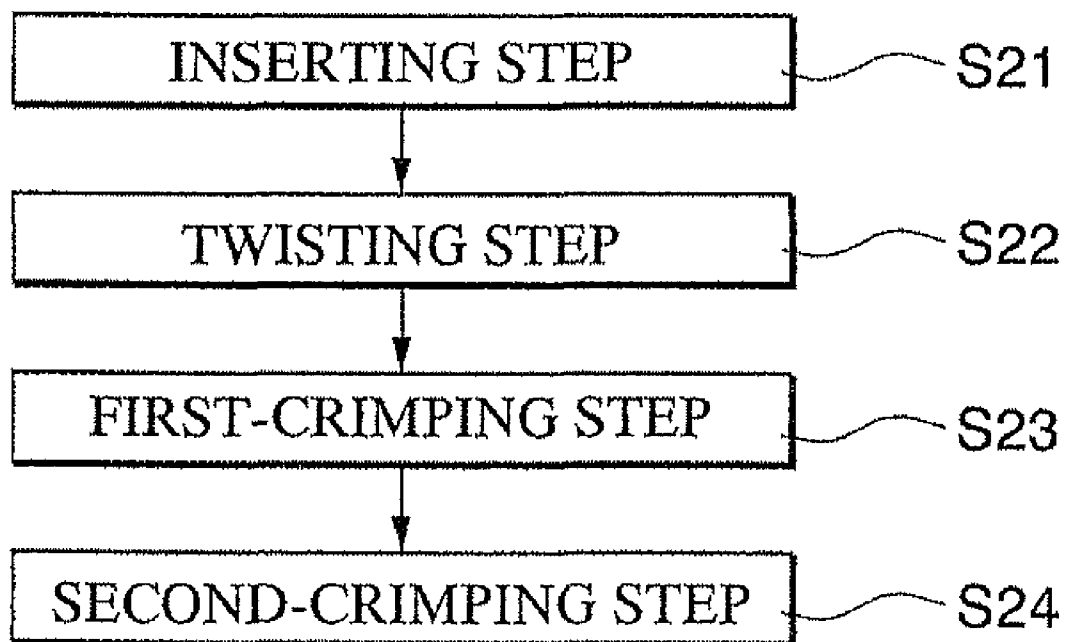 INSERTING STEP S21
TWISTING STEP S22
FIRST-CRIMPING STEP S23
SECOND-CRIMPING STEP S24